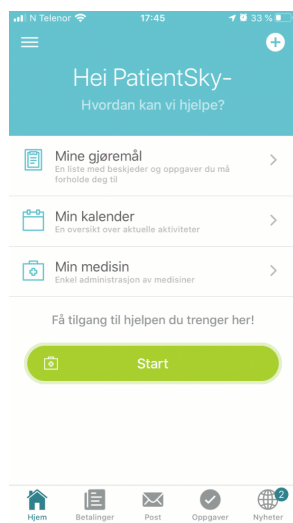 N Telenor 17:45 33 %
Hei PatientSky-
Hvordan kan vi hjelpe?
Mine gjøremål
En liste med beskjeder og oppgaver du må
forholde deg til
Min kalender
En oversikt over aktuelle aktiviteter
Min medisin
Enkel administrasjon av medisiner
Få tilgang til hjelpen du trenger her!
Start
2
Hjem Betalinger Post Oppgaver Nyheter